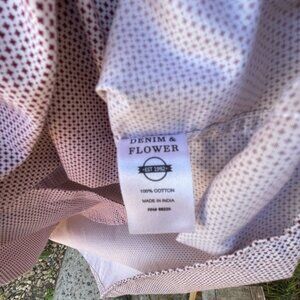 DENIM &
FLOWER
EST 1992
100% COTTON
MADE IN INDIA